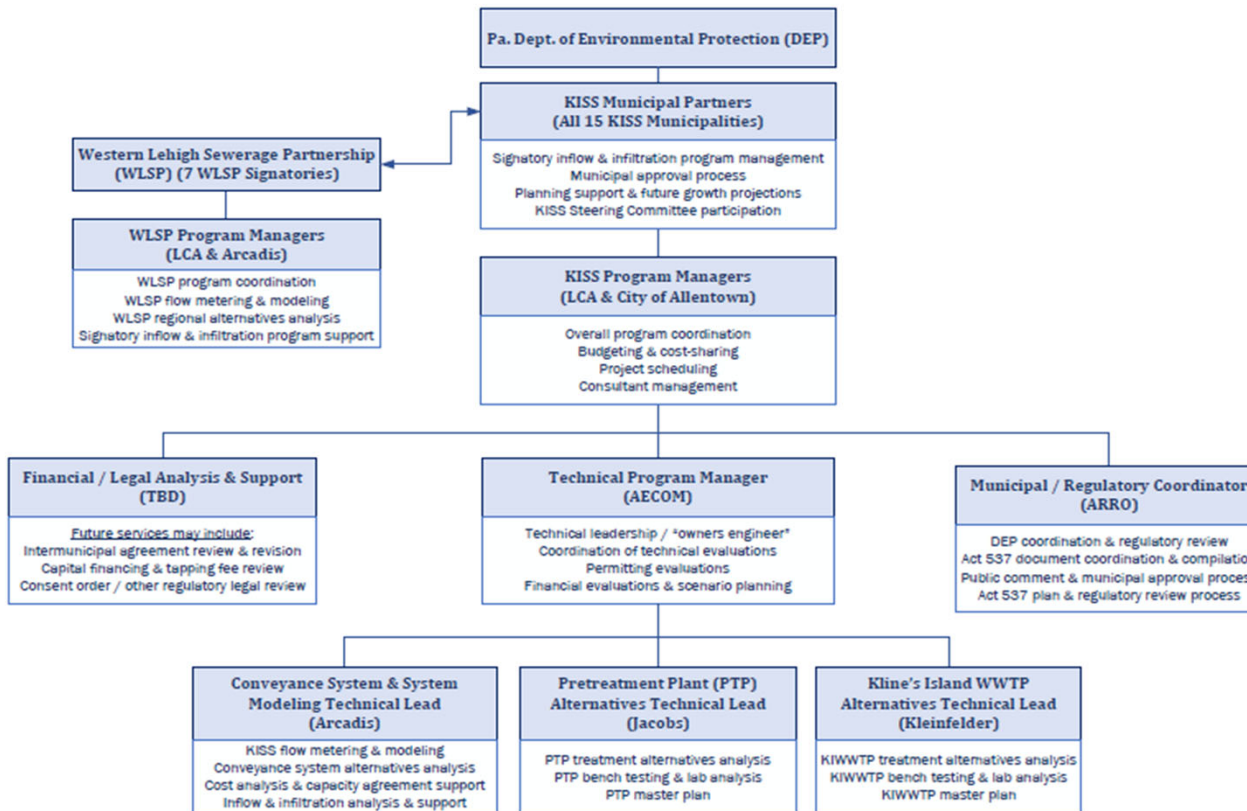 Pa. Dept. of Environmental Protection (DEP)
KISS Municipal Partners
(All 15 KISS Municipalities)
Signatory inflow & infiltration program management
Municipal approval process
Planning support & future growth projections
KISS Steering Committee participation
Western Lehigh Sewerage Partnership
(WLSP) (7 WLSP Signatories)
WLSP Program Managers
(LCA & Arcadis)
WLSP program coordination
WLSP flow metering & modeling
WLSP regional alternatives analysis
Signatory inflow & infiltration program support
KISS Program Managers
(LCA & City of Allentown)
Overall program coordination
Budgeting & cost-sharing
Project scheduling
Consultant management
Financial / Legal Analysis & Support
(TBD)
Future services may include:
Intermunicipal agreement review & revision
Capital financing & tapping fee review
Consent order / other regulatory legal review
Technical Program Manager
(AECOM)
Technical leadership / "owners engineer"
Coordination of technical evaluations
Permitting evaluations
Financial evaluations & scenario planning
Municipal / Regulatory Coordinator
(ARRO)
DEP coordination & regulatory review
Act 537 document coordination & compilation
Public comment & municipal approval process
Act 537 plan & regulatory review process
Conveyance System & System
Modeling Technical Lead
(Arcadis)
KISS flow metering & modeling
Conveyance system alternatives analysis
Cost analysis & capacity agreement support
Inflow & infiltration analysis & support
Pretreatment Plant (PTP)
Alternatives Technical Lead
(Jacobs)
PTP treatment alternatives analysis
PTP bench testing & lab analysis
PTP master plan
Kline's Island WWTP
Alternatives Technical Lead
(Kleinfelder)
KIWWTP treatment alternatives analysis
KIWWTP bench testing & lab analysis
KIWWTP master plan